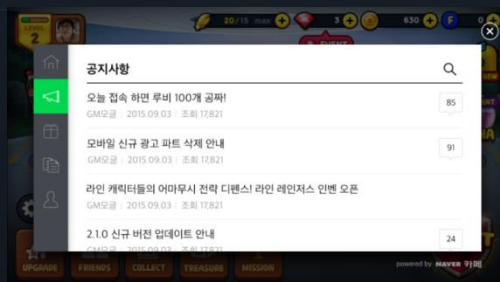 LEVEL
2
20/15 max
3
630
F
0
EVENT
공지사항
오늘 접속 하면 루비 100개 공짜!
85
GM모글 | 2015.09.03 | 조회 17,821
모바일 신규 광고 파트 삭제 안내
91
GM모글 | 2015.09.03 | 조회 17,821
라인 캐릭터들의 어마무시 전략 디펜스! 라인 레인저스 인벤 오픈
GM모글 | 2015.09.03 | 조회 17,821
2.1.0 신규 버전 업데이트 안내
24
GM모글 | 2015.09.03 | 조회 17,821
UPGRADE
FRIENDS
COLLECT
TREASURE
MISSION
powered by NAVER 카페